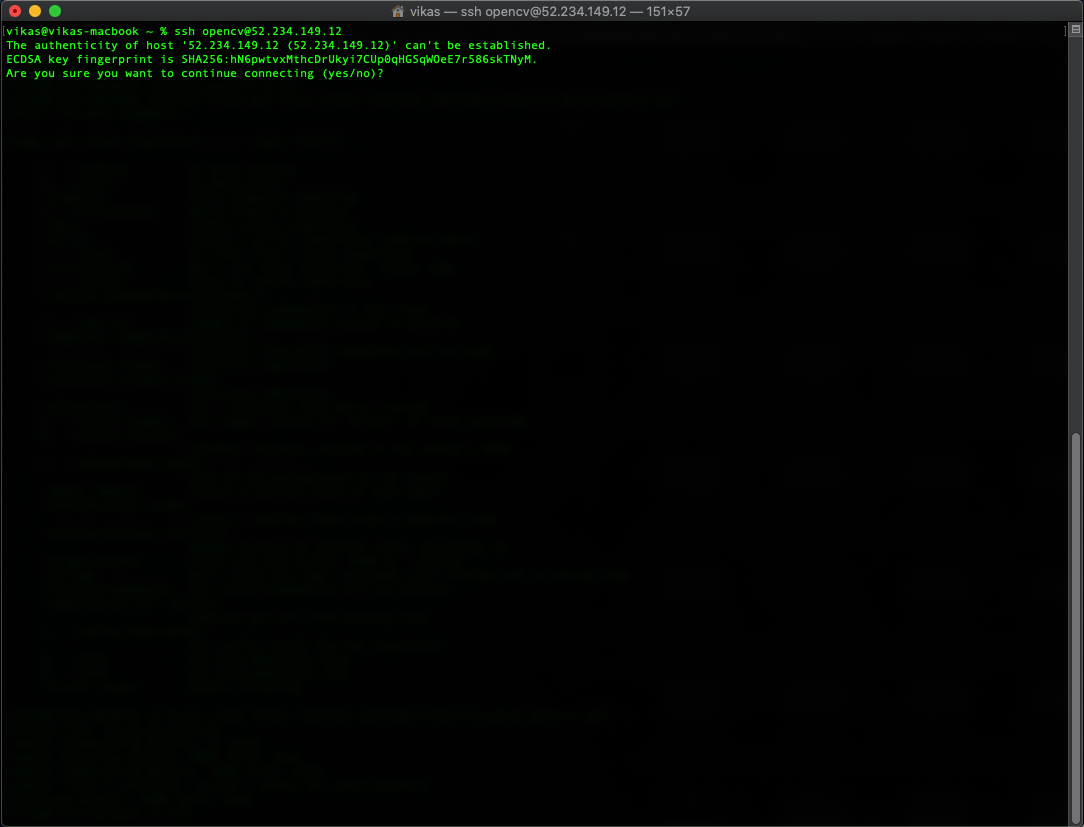 vikas — ssh opencv@52.234.149.12 — 151×57
[vikas@vikas-macbook ~ % ssh opencv@52.234.149.12 ]
The authenticity of host '52.234.149.12 (52.234.149.12)' can't be established.
ECDSA key fingerprint is SHA256:hN6pwtvxMthcDrUkyi7CUp0qHGSqWOeE7r586skTNyM.
Are you sure you want to continue connecting (yes/no)?